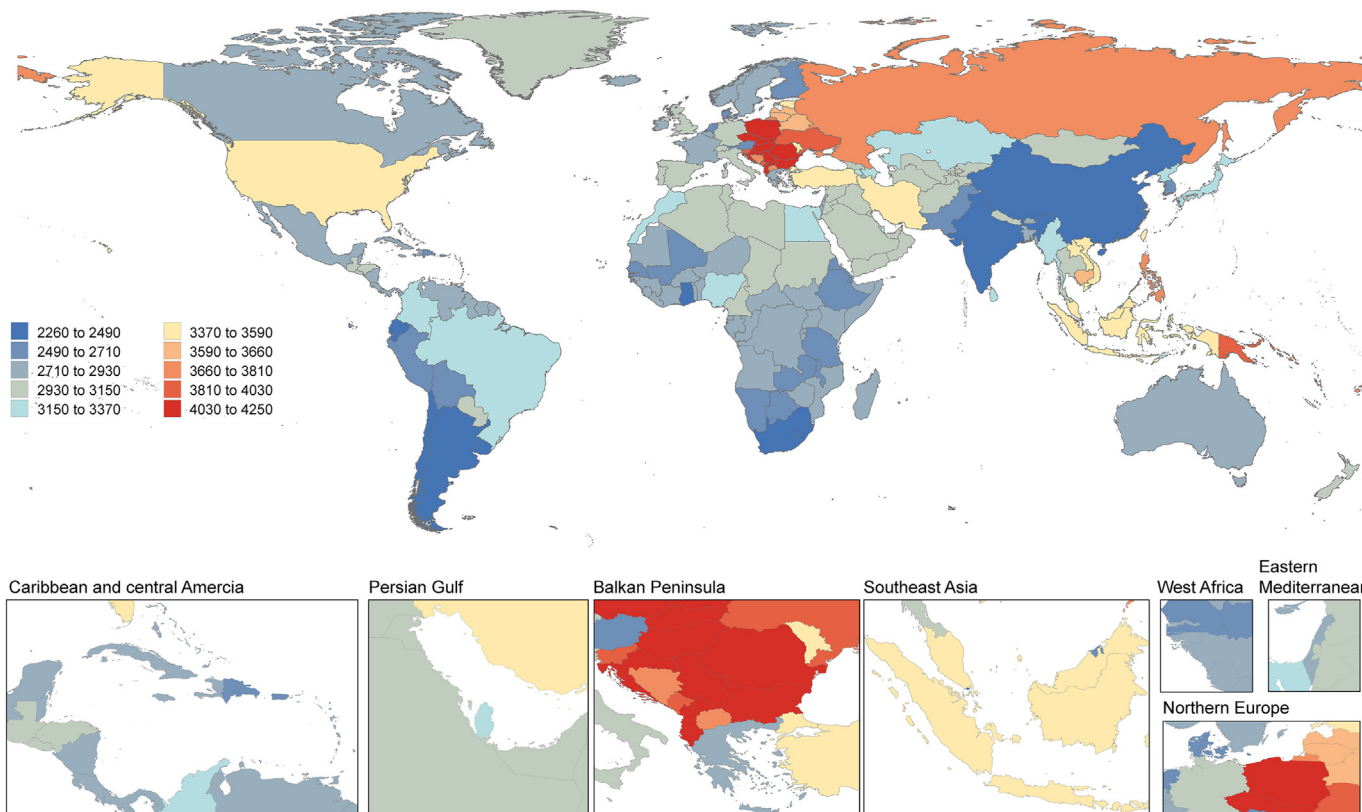 2260 to 2490
2490 to 2710
2710 to 2930
2930 to 3150
3150 to 3370
3370 to 3590
3590 to 3660
3660 to 3810
3810 to 4030
4030 to 4250
Caribbean and central Amercia
Persian Gulf
Balkan Peninsula
Southeast Asia
West Africa
Eastern
Mediterranean
Northern Europe